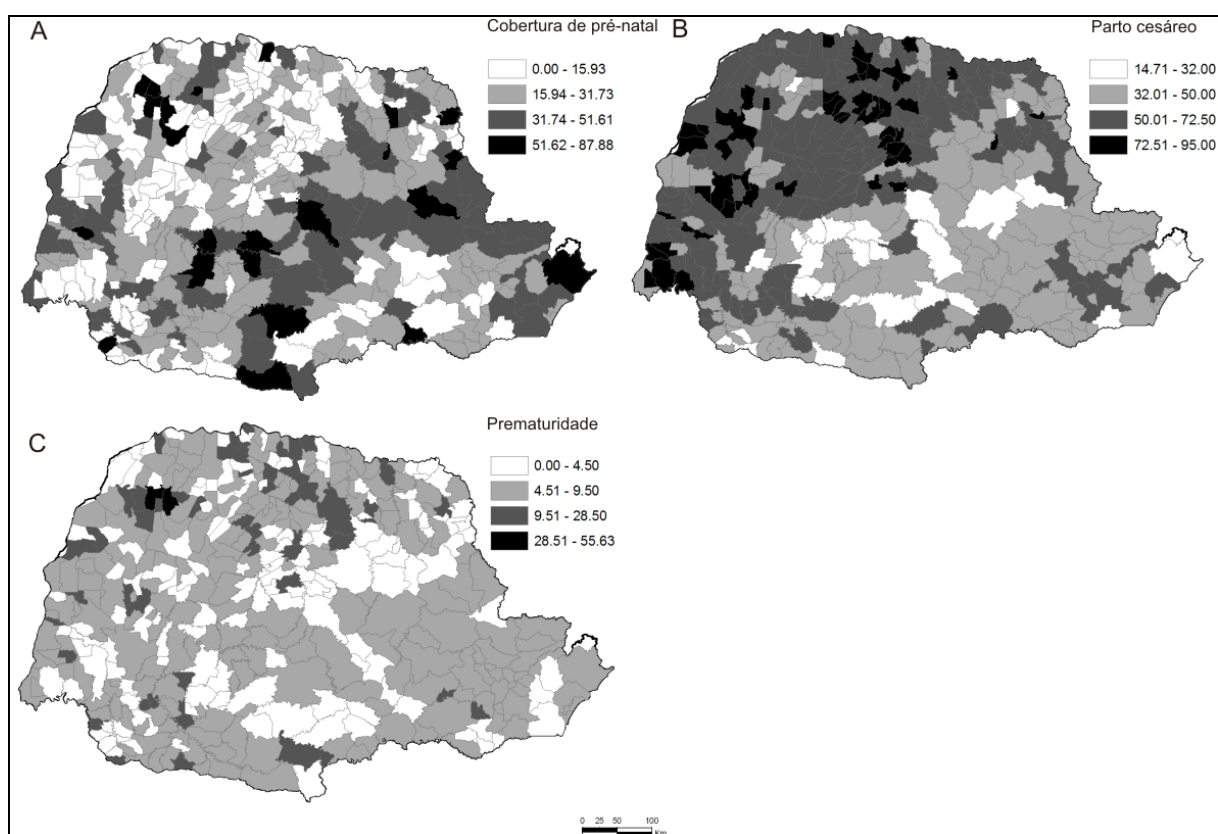 A
Cobertura de pré-natal
0.00 - 15.93
15.94 - 31.73
31.74 - 51.61
51.62 - 87.88
B
Parto cesáreo
14.71 - 32.00
32.01 - 50.00
50.01 - 72.50
72.51 - 95.00
C
Prematuridade
0.00 - 4.50
4.51 - 9.50
9.51 - 28.50
28.51 - 55.63
0 25 50 100
Km